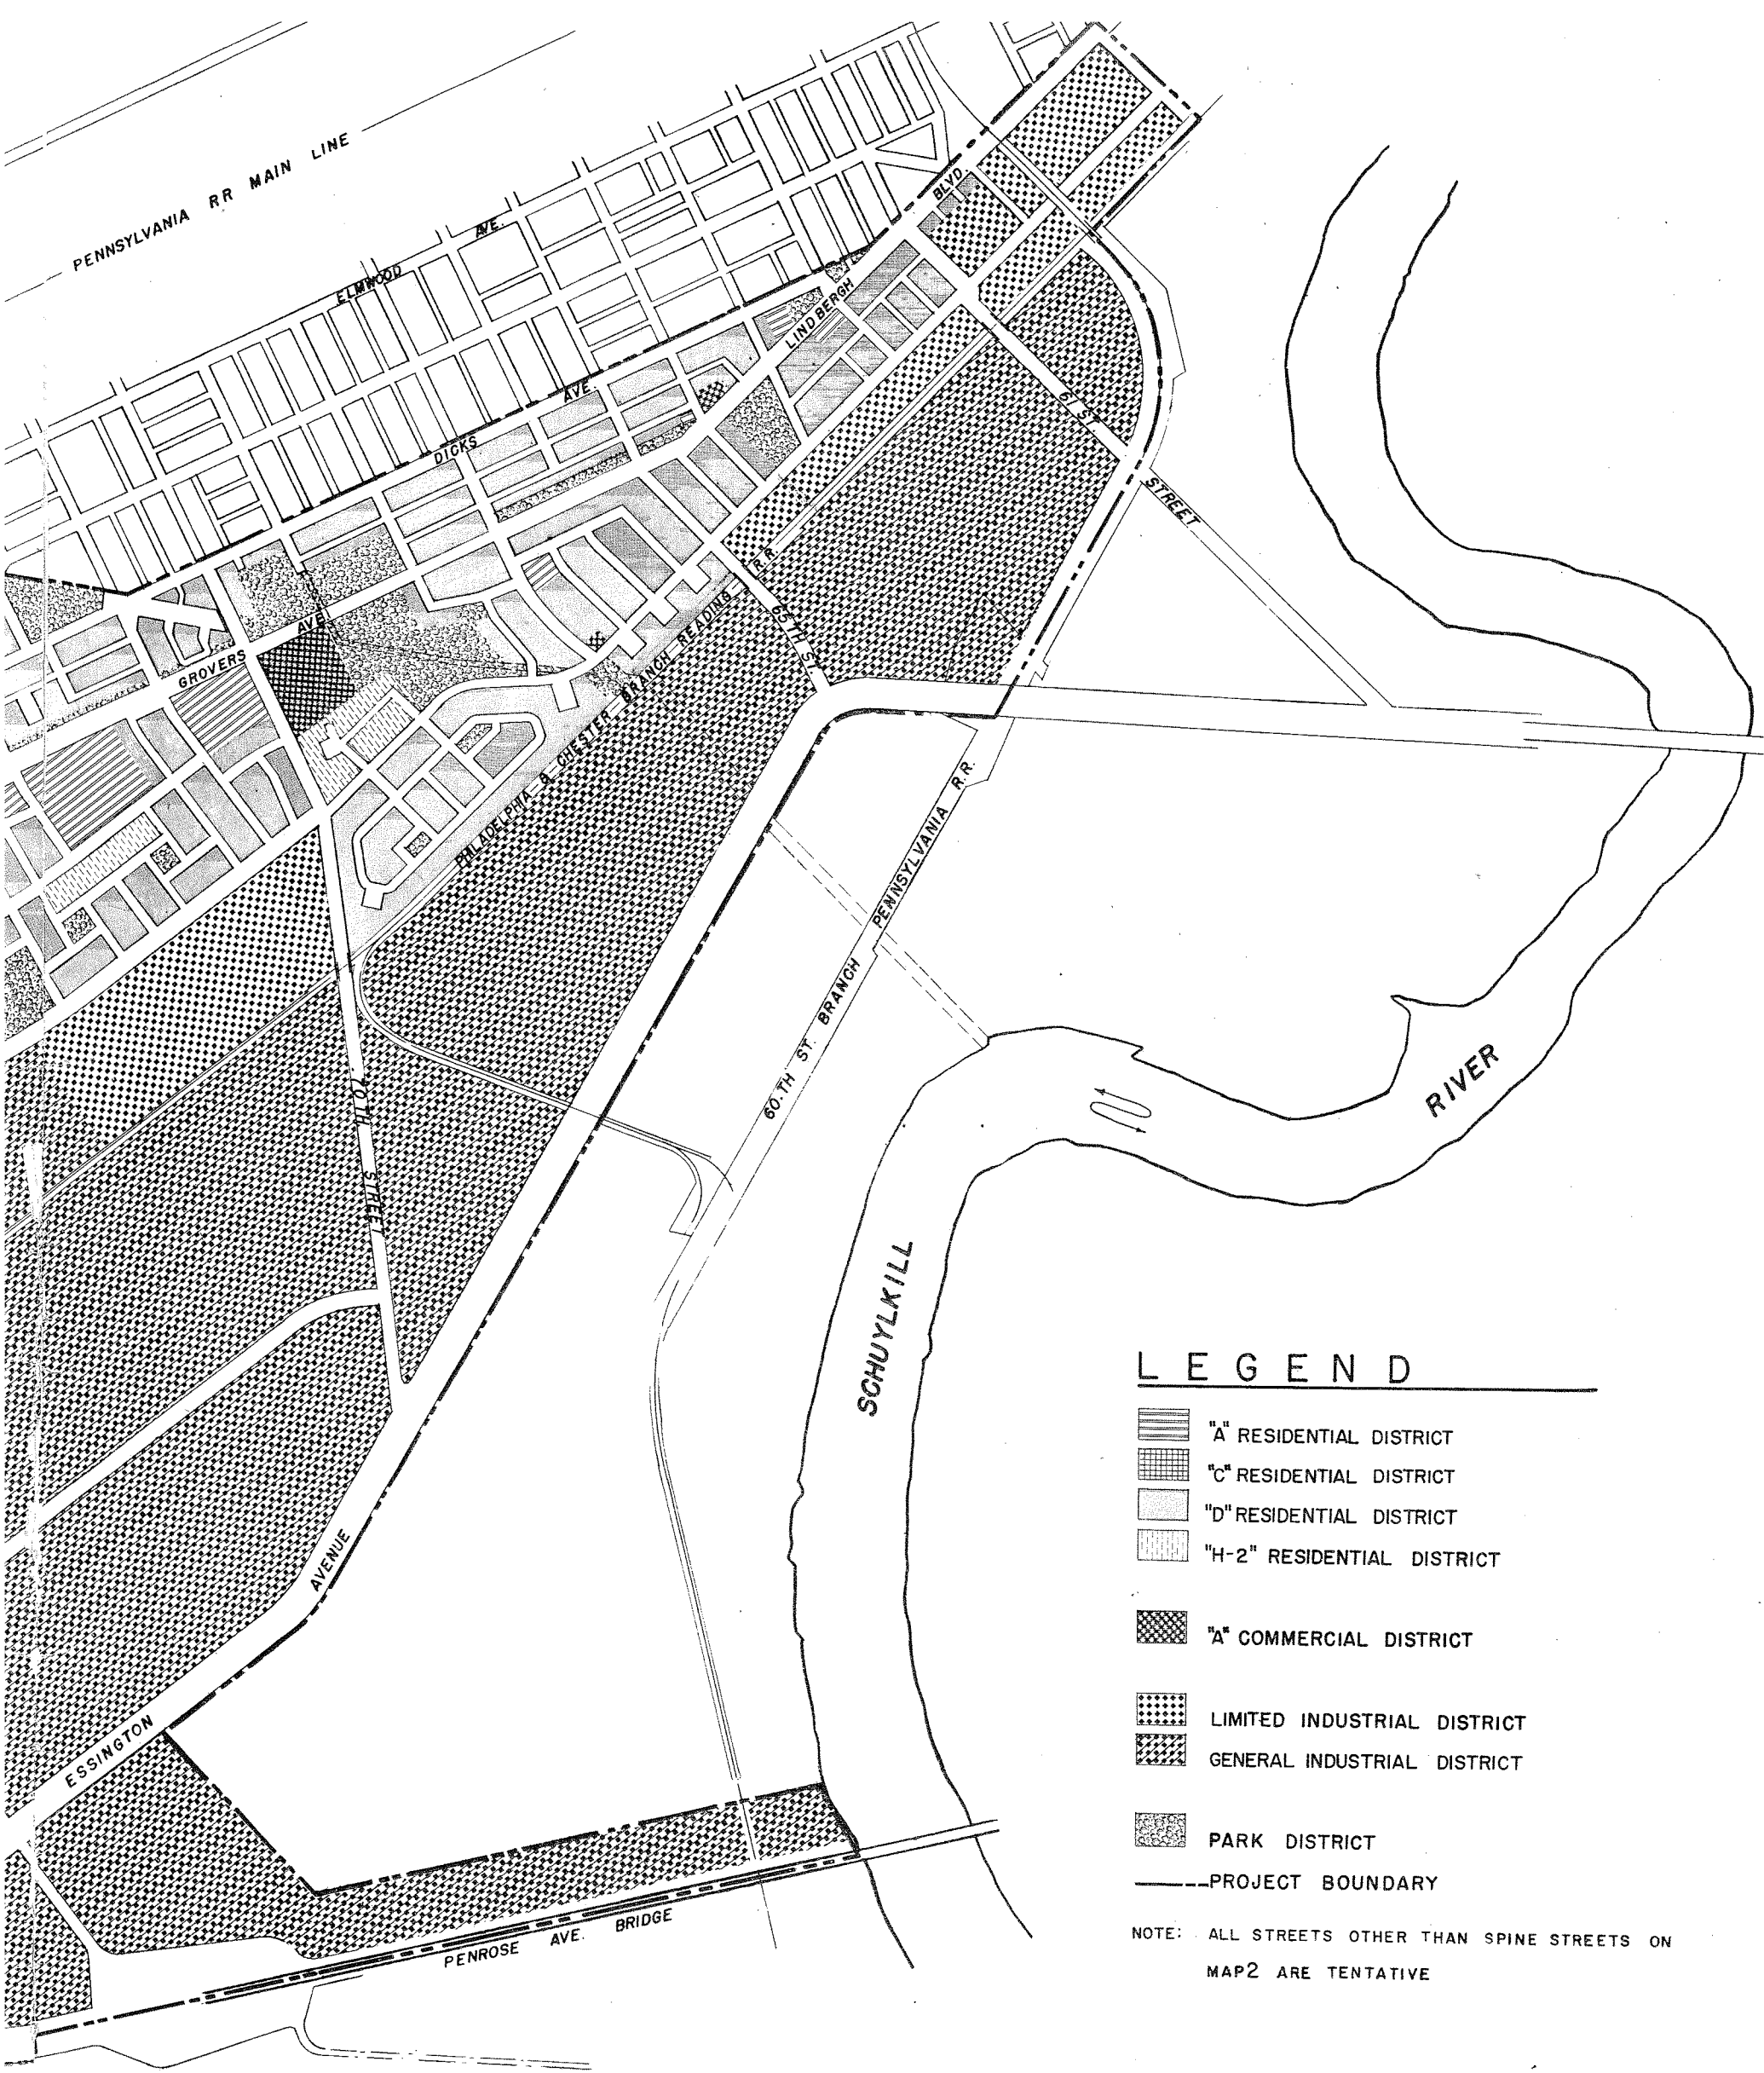 PENNSYLVANIA RR MAIN LINE
ELMWOOD AVE.
BLVD.
LINDBERGH
DICKS AVE.
61 ST
STREET
R.R.
GROVERS AVE
65TH ST
PHILADELPHIA & CHESTER BRANCH READING
PENNSYLVANIA R.R.
60.TH ST. BRANCH
70TH STREET
RIVER
SCHUYLKILL
AVENUE
ESSINGTON
PENROSE AVE. BRIDGE
LEGEND
"A" RESIDENTIAL DISTRICT
"C" RESIDENTIAL DISTRICT
"D" RESIDENTIAL DISTRICT
"H-2" RESIDENTIAL DISTRICT
"A" COMMERCIAL DISTRICT
LIMITED INDUSTRIAL DISTRICT
GENERAL INDUSTRIAL DISTRICT
PARK DISTRICT
PROJECT BOUNDARY
NOTE: ALL STREETS OTHER THAN SPINE STREETS ON
MAP2 ARE TENTATIVE